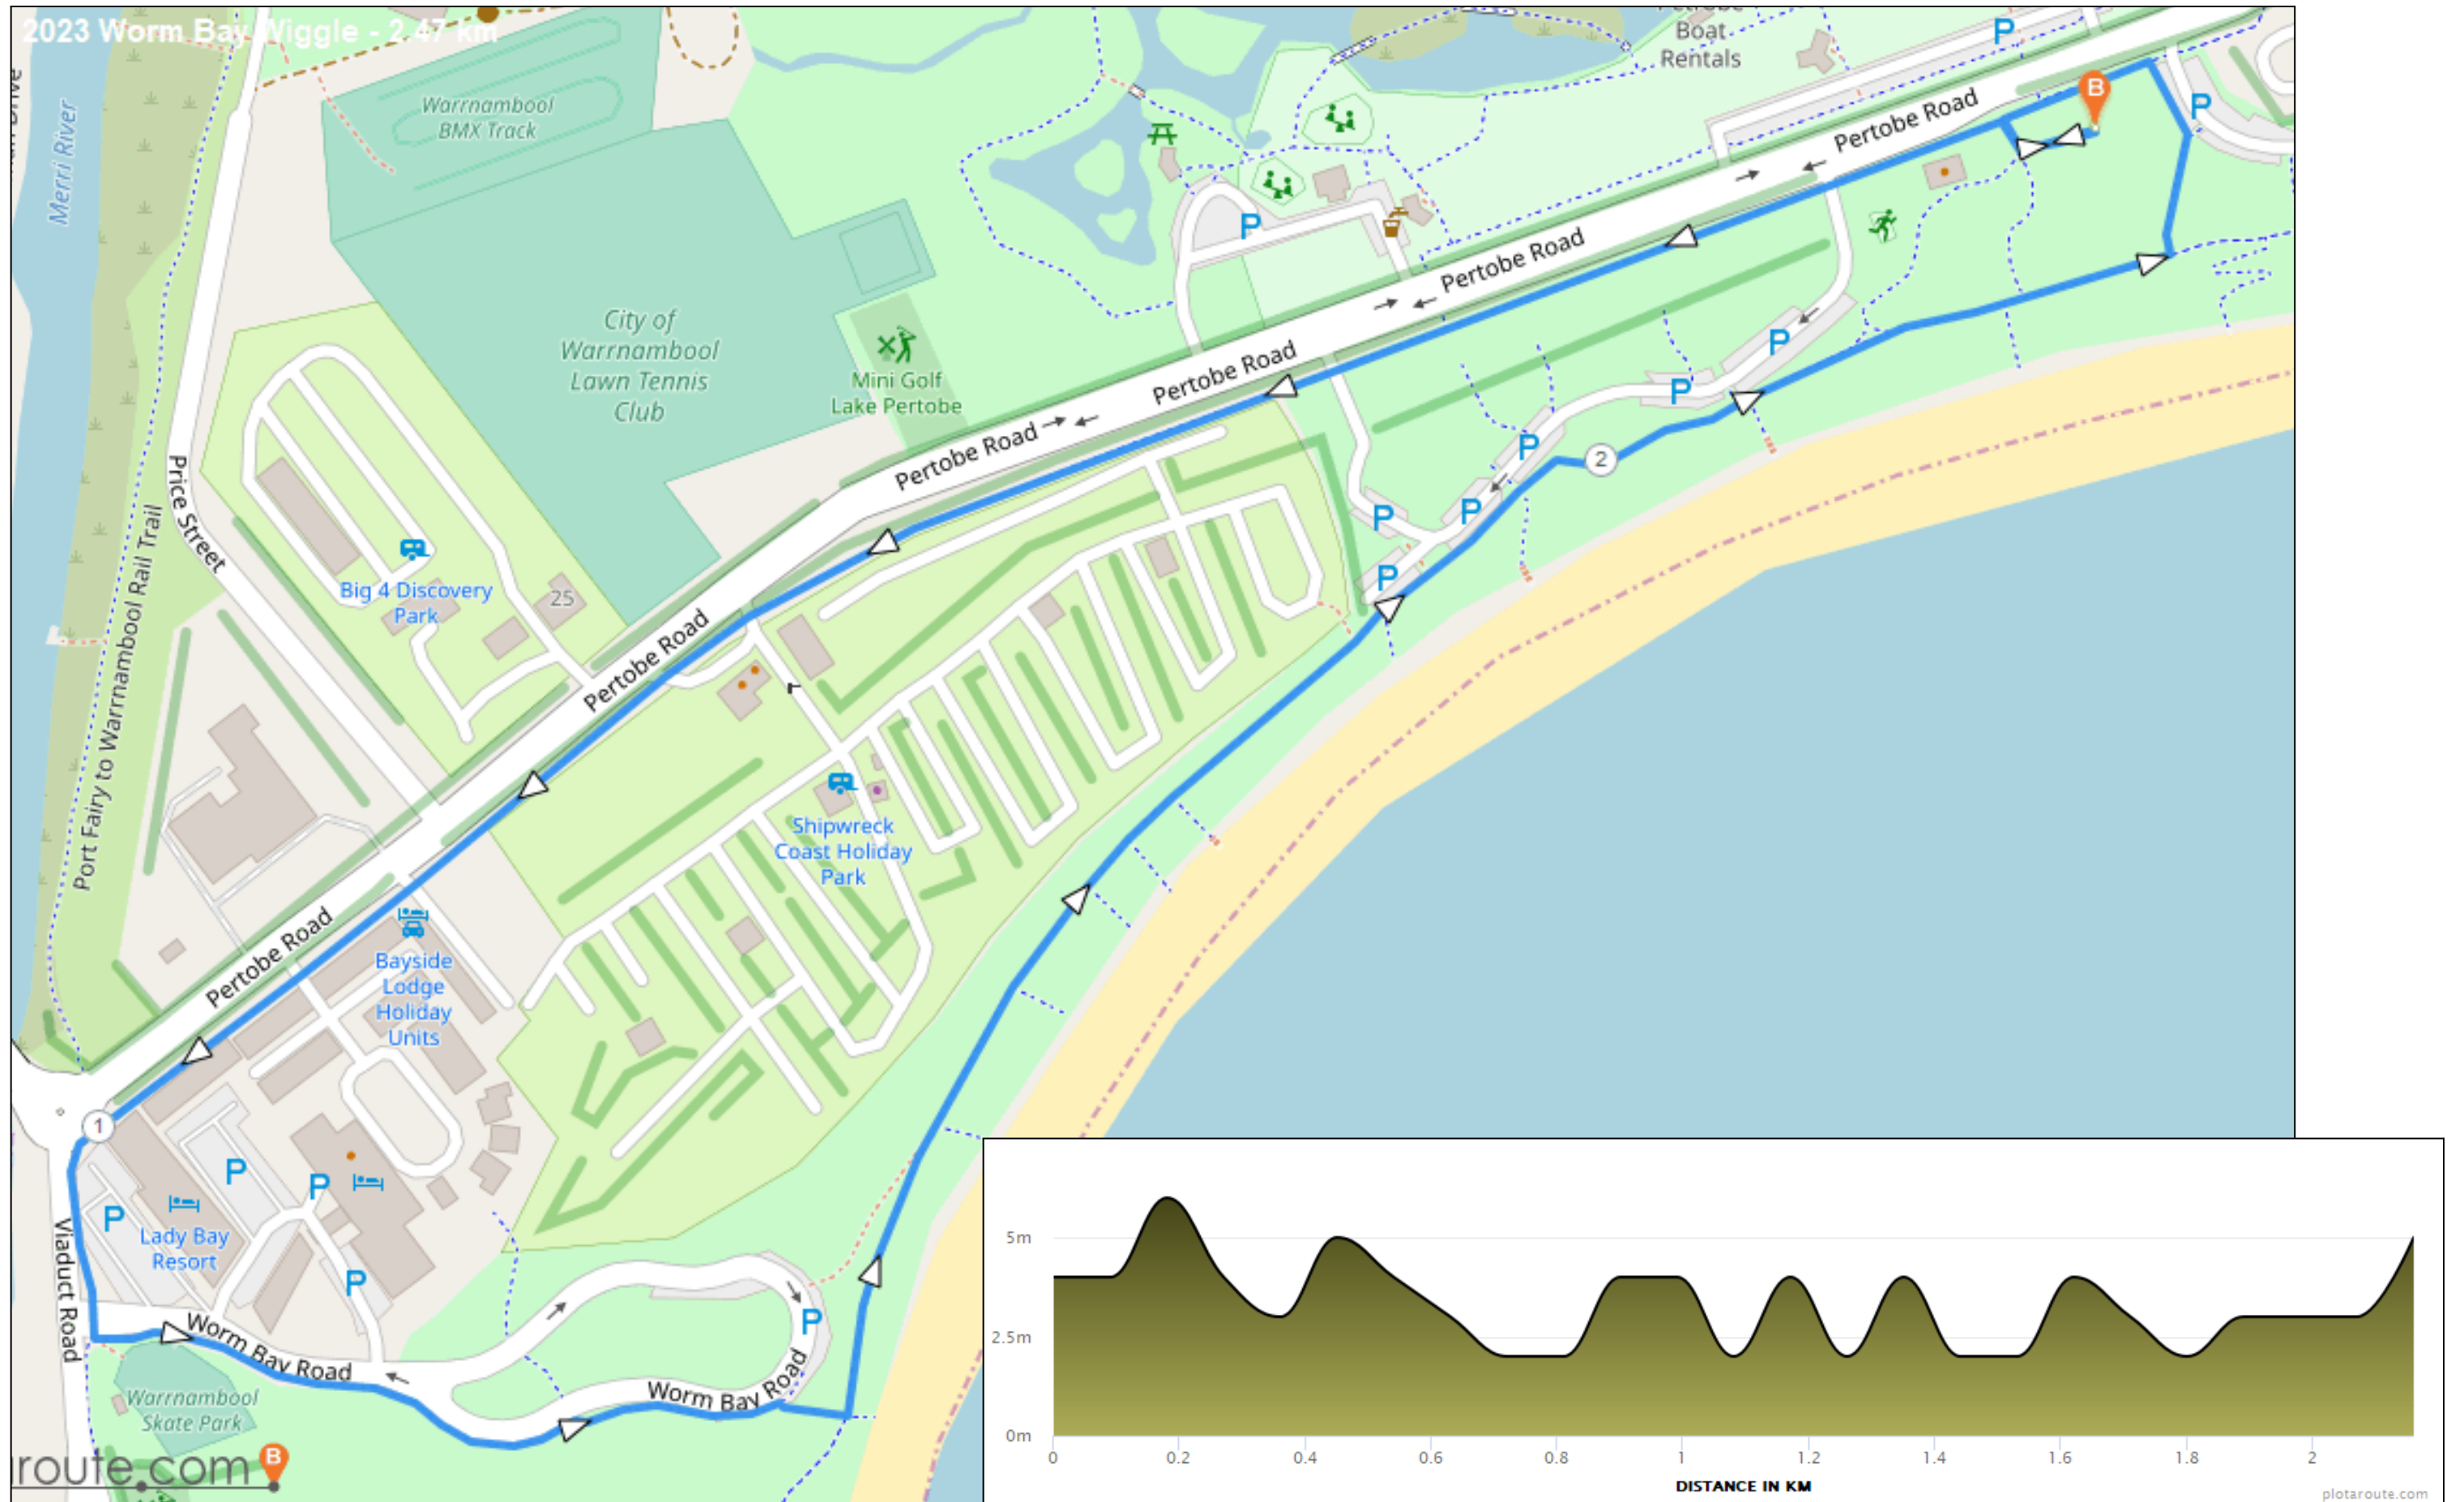 2023 Worm Bay Wiggle - 2.47 km
Boat
Rentals
P
Merri River
Warrnambool
BMX Track
B
P
Pertobe Road
P
Pertobe Road
City of
Warrnambool
Lawn Tennis
Club
Mini Golf
Lake Pertobe
Pertobe Road
P
P
Pertobe Road
P
2
Price Street
P
P
Port Fairy to Warrnambool Rail Trail
Big 4 Discovery
Park
25
P
Pertobe Road
Shipwreck
Coast Holiday
Park
Pertobe Road
Bayside
Lodge
Holiday
Units
1
P
P
P
Lady Bay
Resort
Viaduct Road
P
P
Worm Bay Road
Worm Bay Road
Warrnambool
Skate Park
B
route.com
5m
2.5m
0m
0 0.2 0.4 0.6 0.8 1 1.2 1.4 1.6 1.8 2
DISTANCE IN KM
plotaroute.com